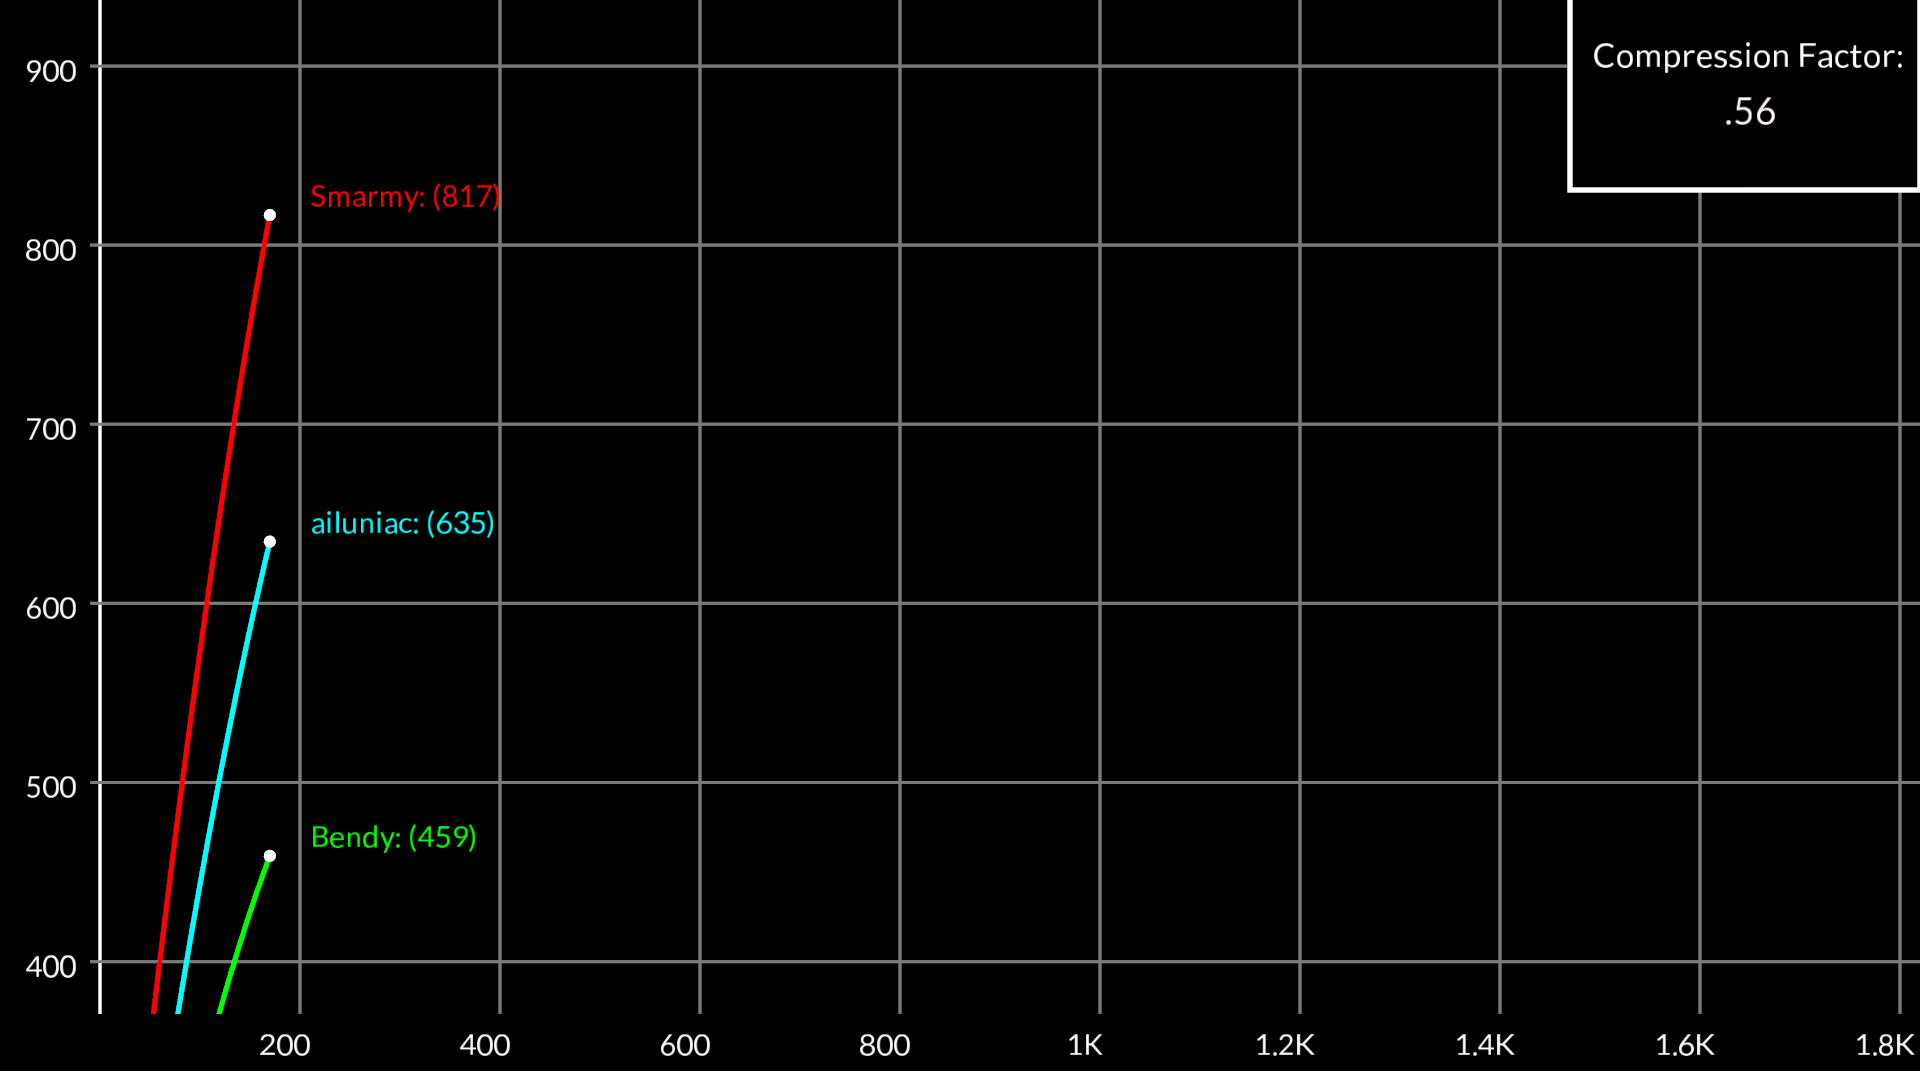 Compression Factor:
.56
900
Smarmy: (817)
800
700
ailuniac: (635)
600
500
Bendy: (459)
400
200 400 600 800 1K 1.2K 1.4K 1.6K 1.8K